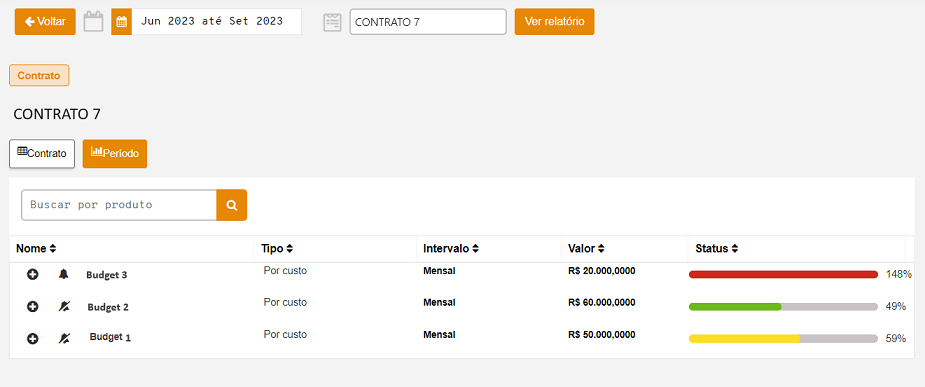 Voltar Jun 2023 até Set 2023 CONTRATO 7 Ver relatório
Contrato
CONTRATO 7
Contrato Período
Buscar por produto
Nome Tipo Intervalo Valor Status
Budget 3 Por custo Mensal R$ 20.000,0000 148%
Budget 2 Por custo Mensal R$ 60.000,0000 49%
Budget 1 Por custo Mensal R$ 50.000,0000 59%